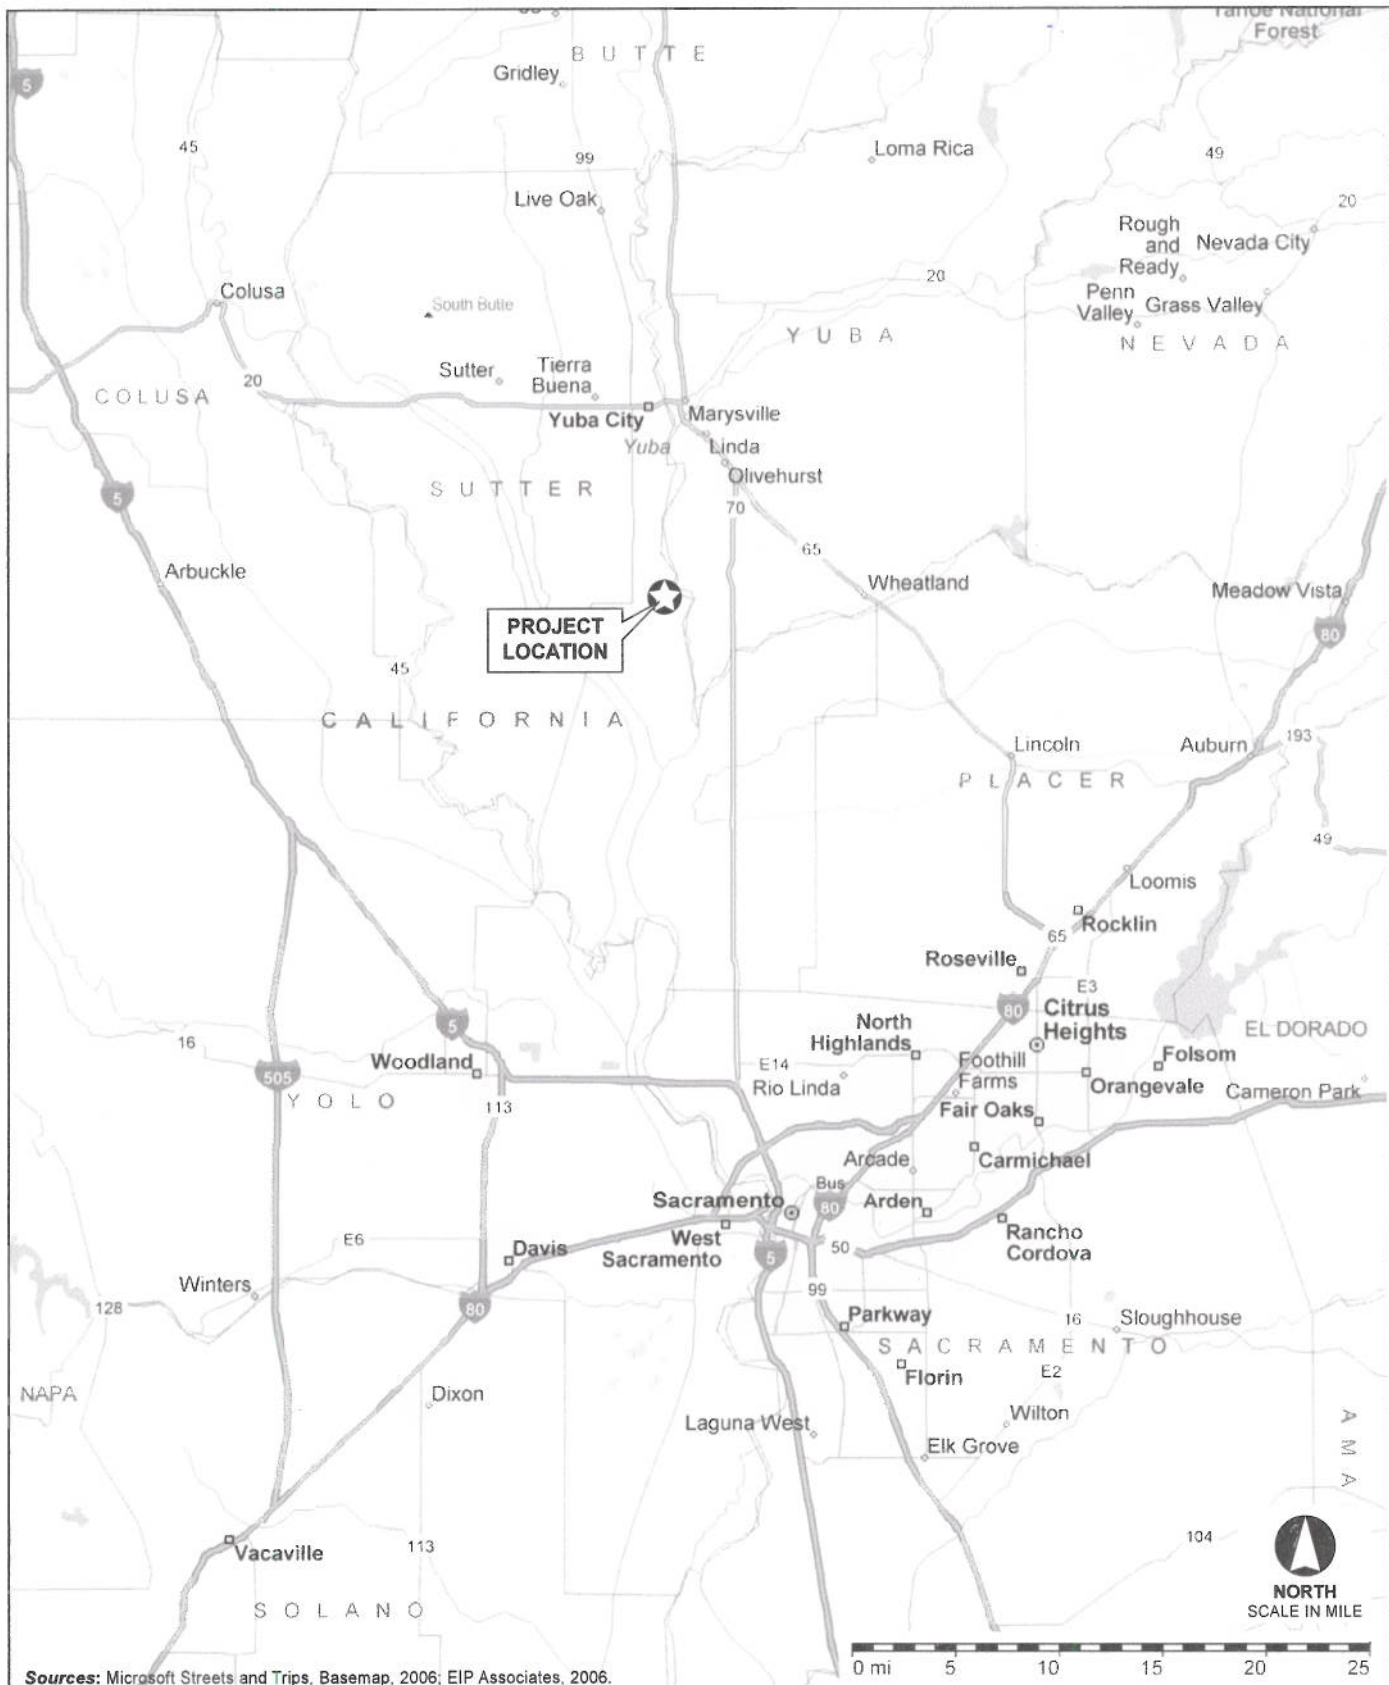 Tahoe National
Forest
BUTTE
Gridley
5
45
99
Loma Rica
49
Live Oak
20
Rough
and
Ready
Nevada City
20
Colusa
South Butte
Penn
Valley
Grass Valley
YUBA
NEVADA
Sutter
Tierra
Buena
20
COLUSA
Yuba City
Marysville
Yuba
Linda
Olivehurst
SUTTER
5
70
65
Arbuckle
Wheatland
Meadow Vista
PROJECT
LOCATION
80
45
CALIFORNIA
Lincoln
Auburn
193
PLACER
49
Loomis
Rocklin
65
Roseville
E3
80
Citrus
Heights
5
North
Highlands
EL DORADO
16
Woodland
E14
Foothill
Farms
Folsom
505
Rio Linda
Orangevale
Cameron Park
YOLO
113
Fair Oaks
Arcade
Carmichael
Bus
80
Sacramento
Arden
West
Sacramento
Rancho
Cordova
E6
Davis
5
50
Winters
99
128
80
Parkway
16
Sloughhouse
SACRAMENTO
Florin
E2
NAPA
Dixon
Wilton
Laguna West
Elk Grove
AMA
104
Vacaville
113
NORTH
SCALE IN MILE
SOLANO
0 mi 5 10 15 20 25
Sources: Microsoft Streets and Trips, Basemap, 2006; EIP Associates, 2006.